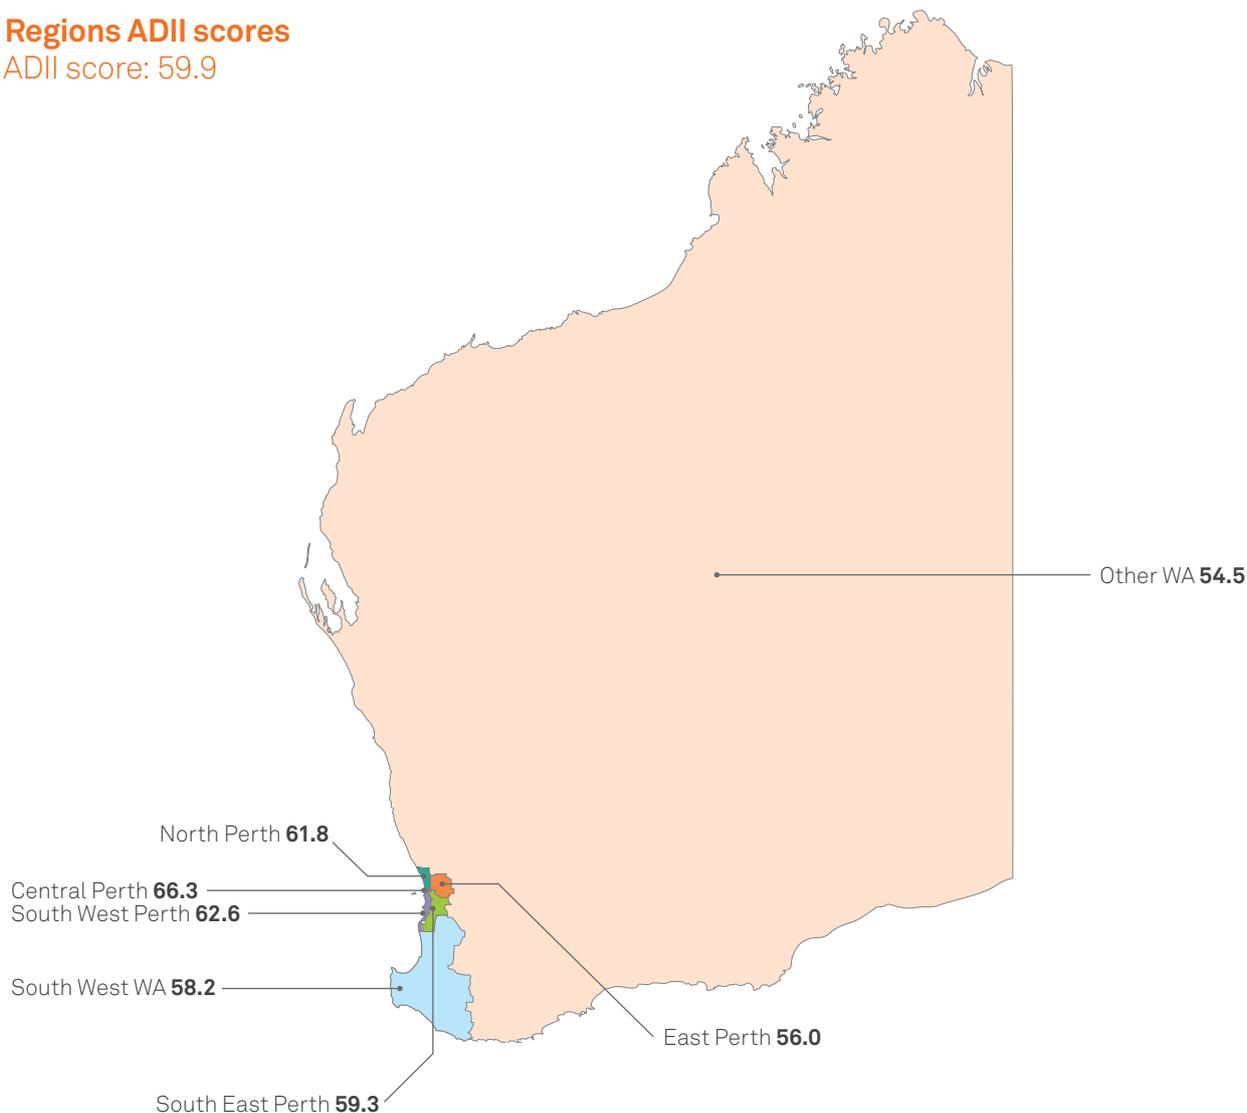 Regions ADII scores
ADII score: 59.9
Other WA 54.5
North Perth 61.8
Central Perth 66.3
South West Perth 62.6
South West WA 58.2
East Perth 56.0
South East Perth 59.3